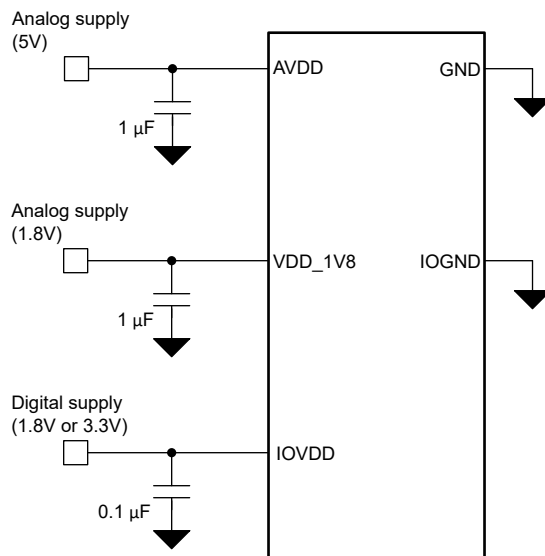 Analog supply
(5V)
AVDD
GND
1 µF
Analog supply
(1.8V)
VDD_1V8
IOGND
1 µF
Digital supply
(1.8V or 3.3V)
IOVDD
0.1 µF